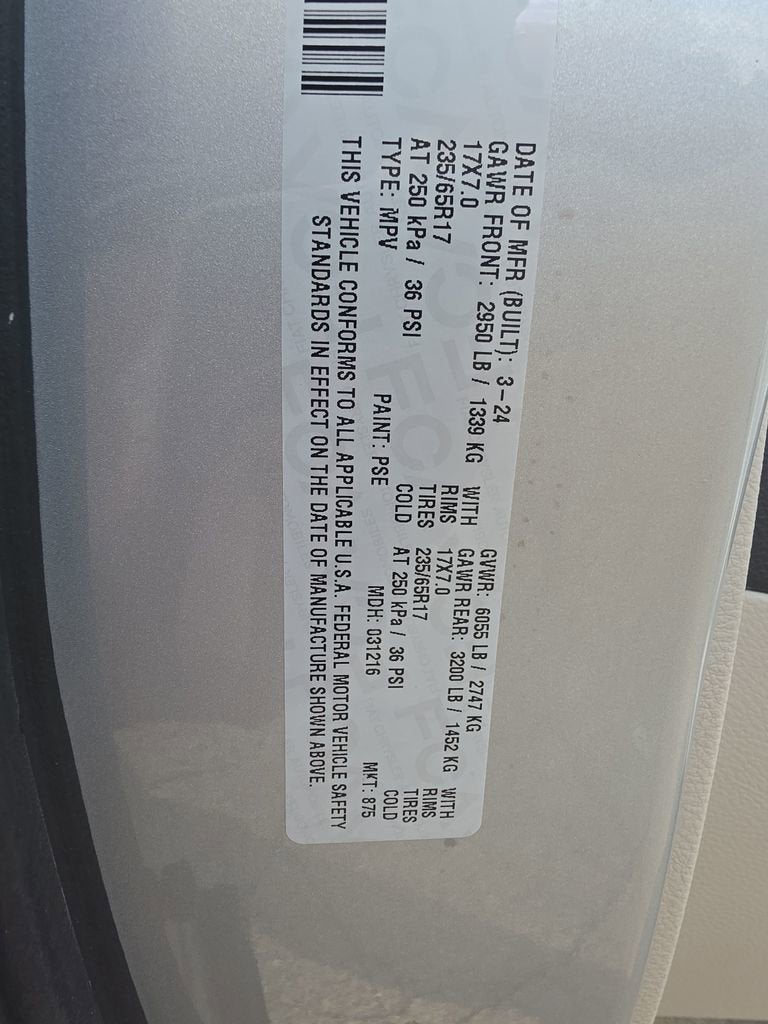 DATE OF MFR (BUILT): 3-24 GVWR: 6055 LB / 2747 KG
GAWR FRONT: 2950 LB / 1339 KG WITH GAWR REAR: 3200 LB / 1452 KG WITH
17X7.0 RIMS 17X7.0 RIMS
235/65R17 TIRES 235/65R17 TIRES
AT 250 kPa / 36 PSI COLD AT 250 kPa / 36 PSI COLD
TYPE: MPV PAINT: PSE MDH: 031216 MKT: 875
THIS VEHICLE CONFORMS TO ALL APPLICABLE U.S.A. FEDERAL MOTOR VEHICLE SAFETY
STANDARDS IN EFFECT ON THE DATE OF MANUFACTURE SHOWN ABOVE.